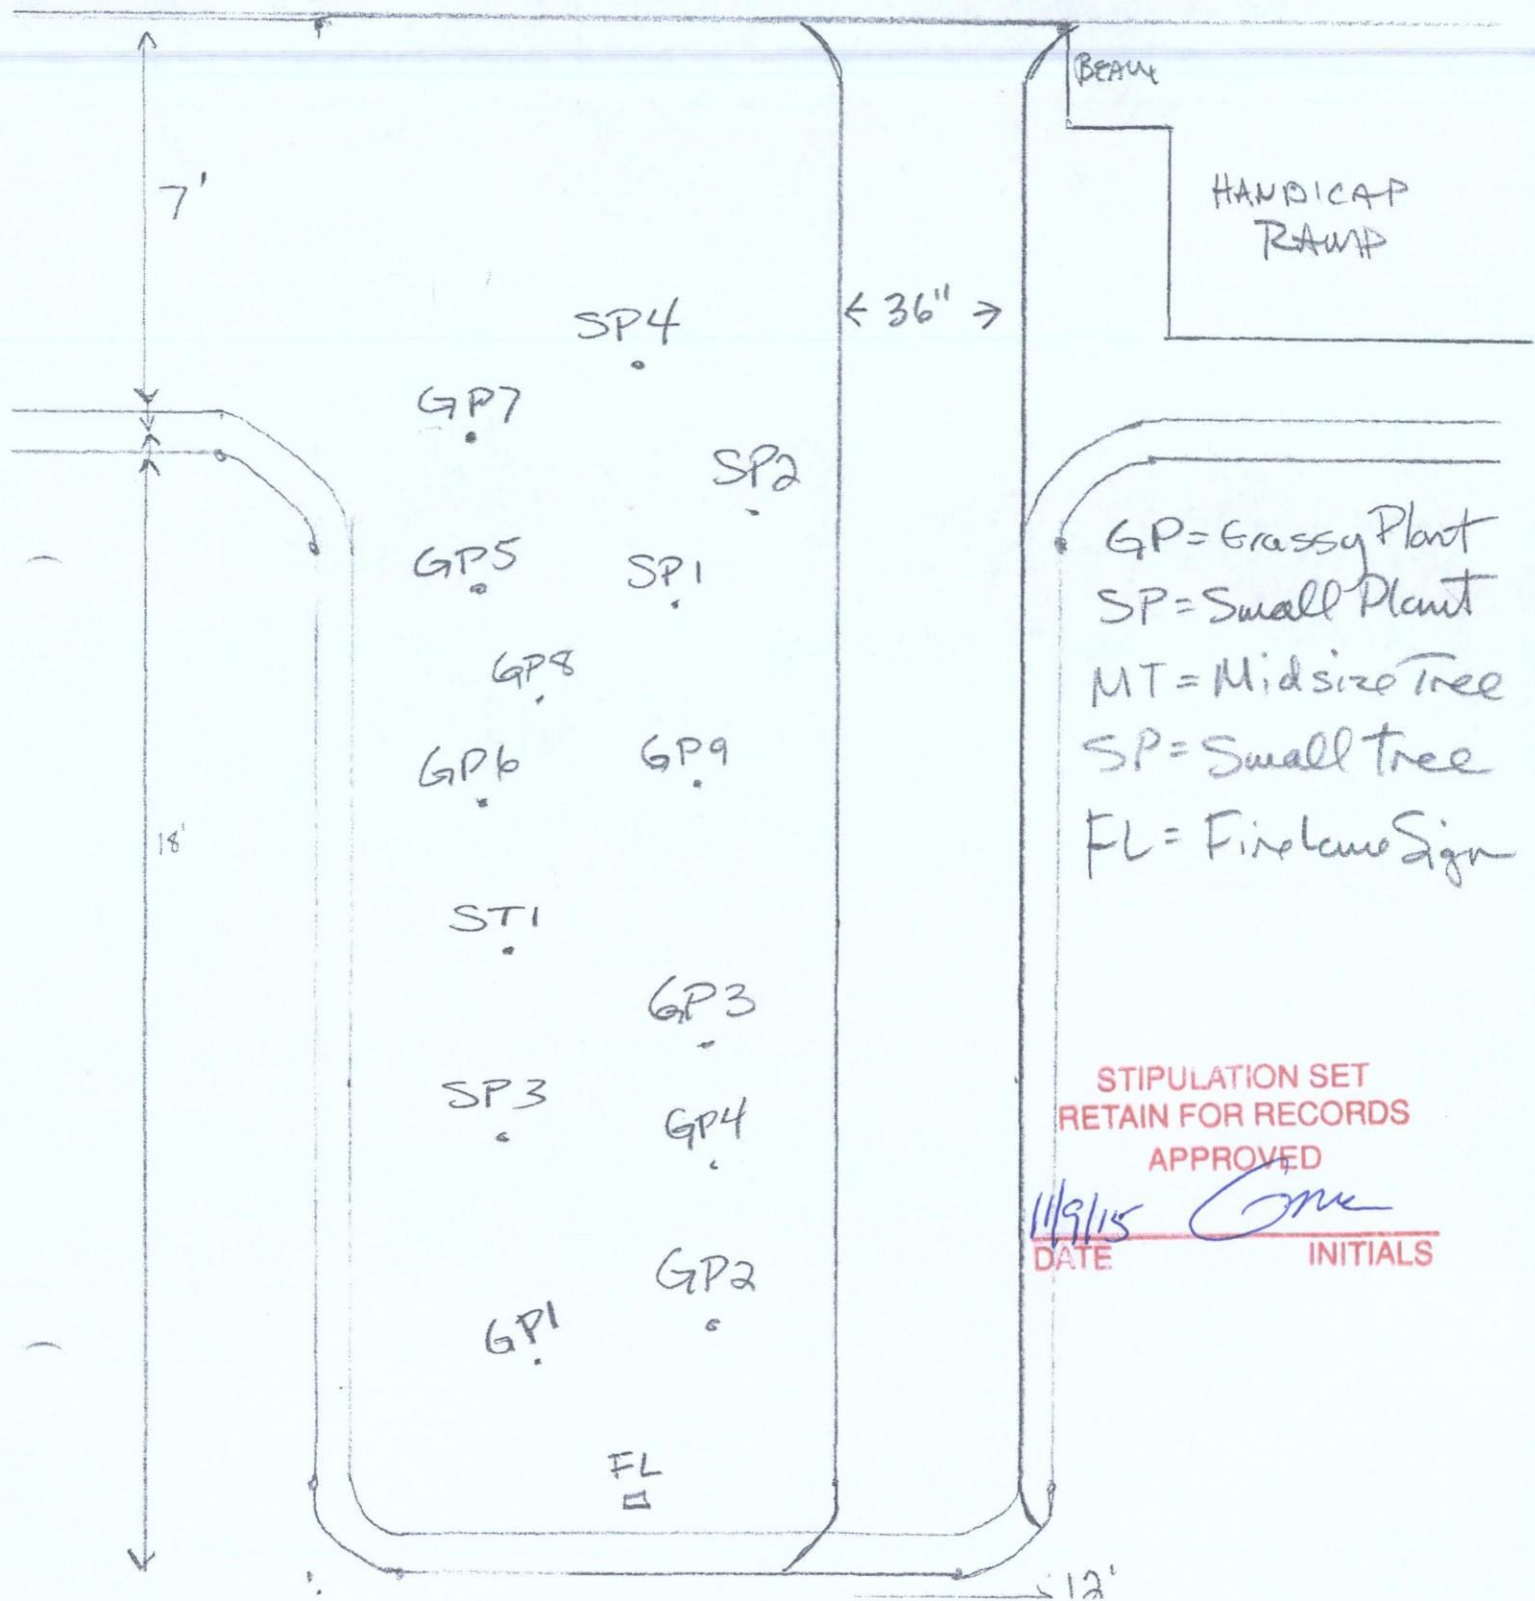 BEAM
7'
HANDICAP
RAMP
← 36" →
SP4
GP7
SP2
GP5
SP1
GP8
GP6
GP9
18'
ST1
GP3
SP3
GP4
GP2
GP1
FL
12'
GP = Grassy Plant
SP = Small Plant
MT = Midsize Tree
SP = Small tree
FL = Firelane Sign
STIPULATION SET
RETAIN FOR RECORDS
APPROVED
11/9/15
DATE INITIALS